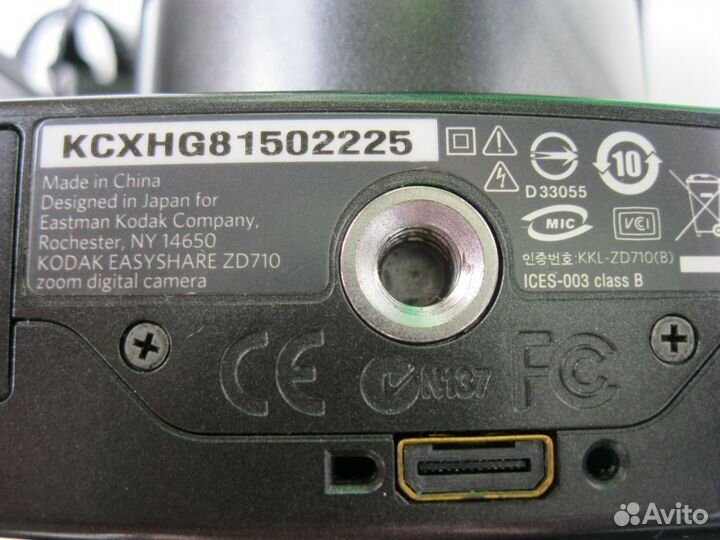 KCXHG81502225
Made in China
Designed in Japan for
Eastman Kodak Company,
Rochester, NY 14650
KODAK EASYSHARE ZD710
zoom digital camera
D33055
10
MIC
VCI
인증번호:KKL-ZD710(B)
ICES-003 class B
CE
N137
FC
Avito